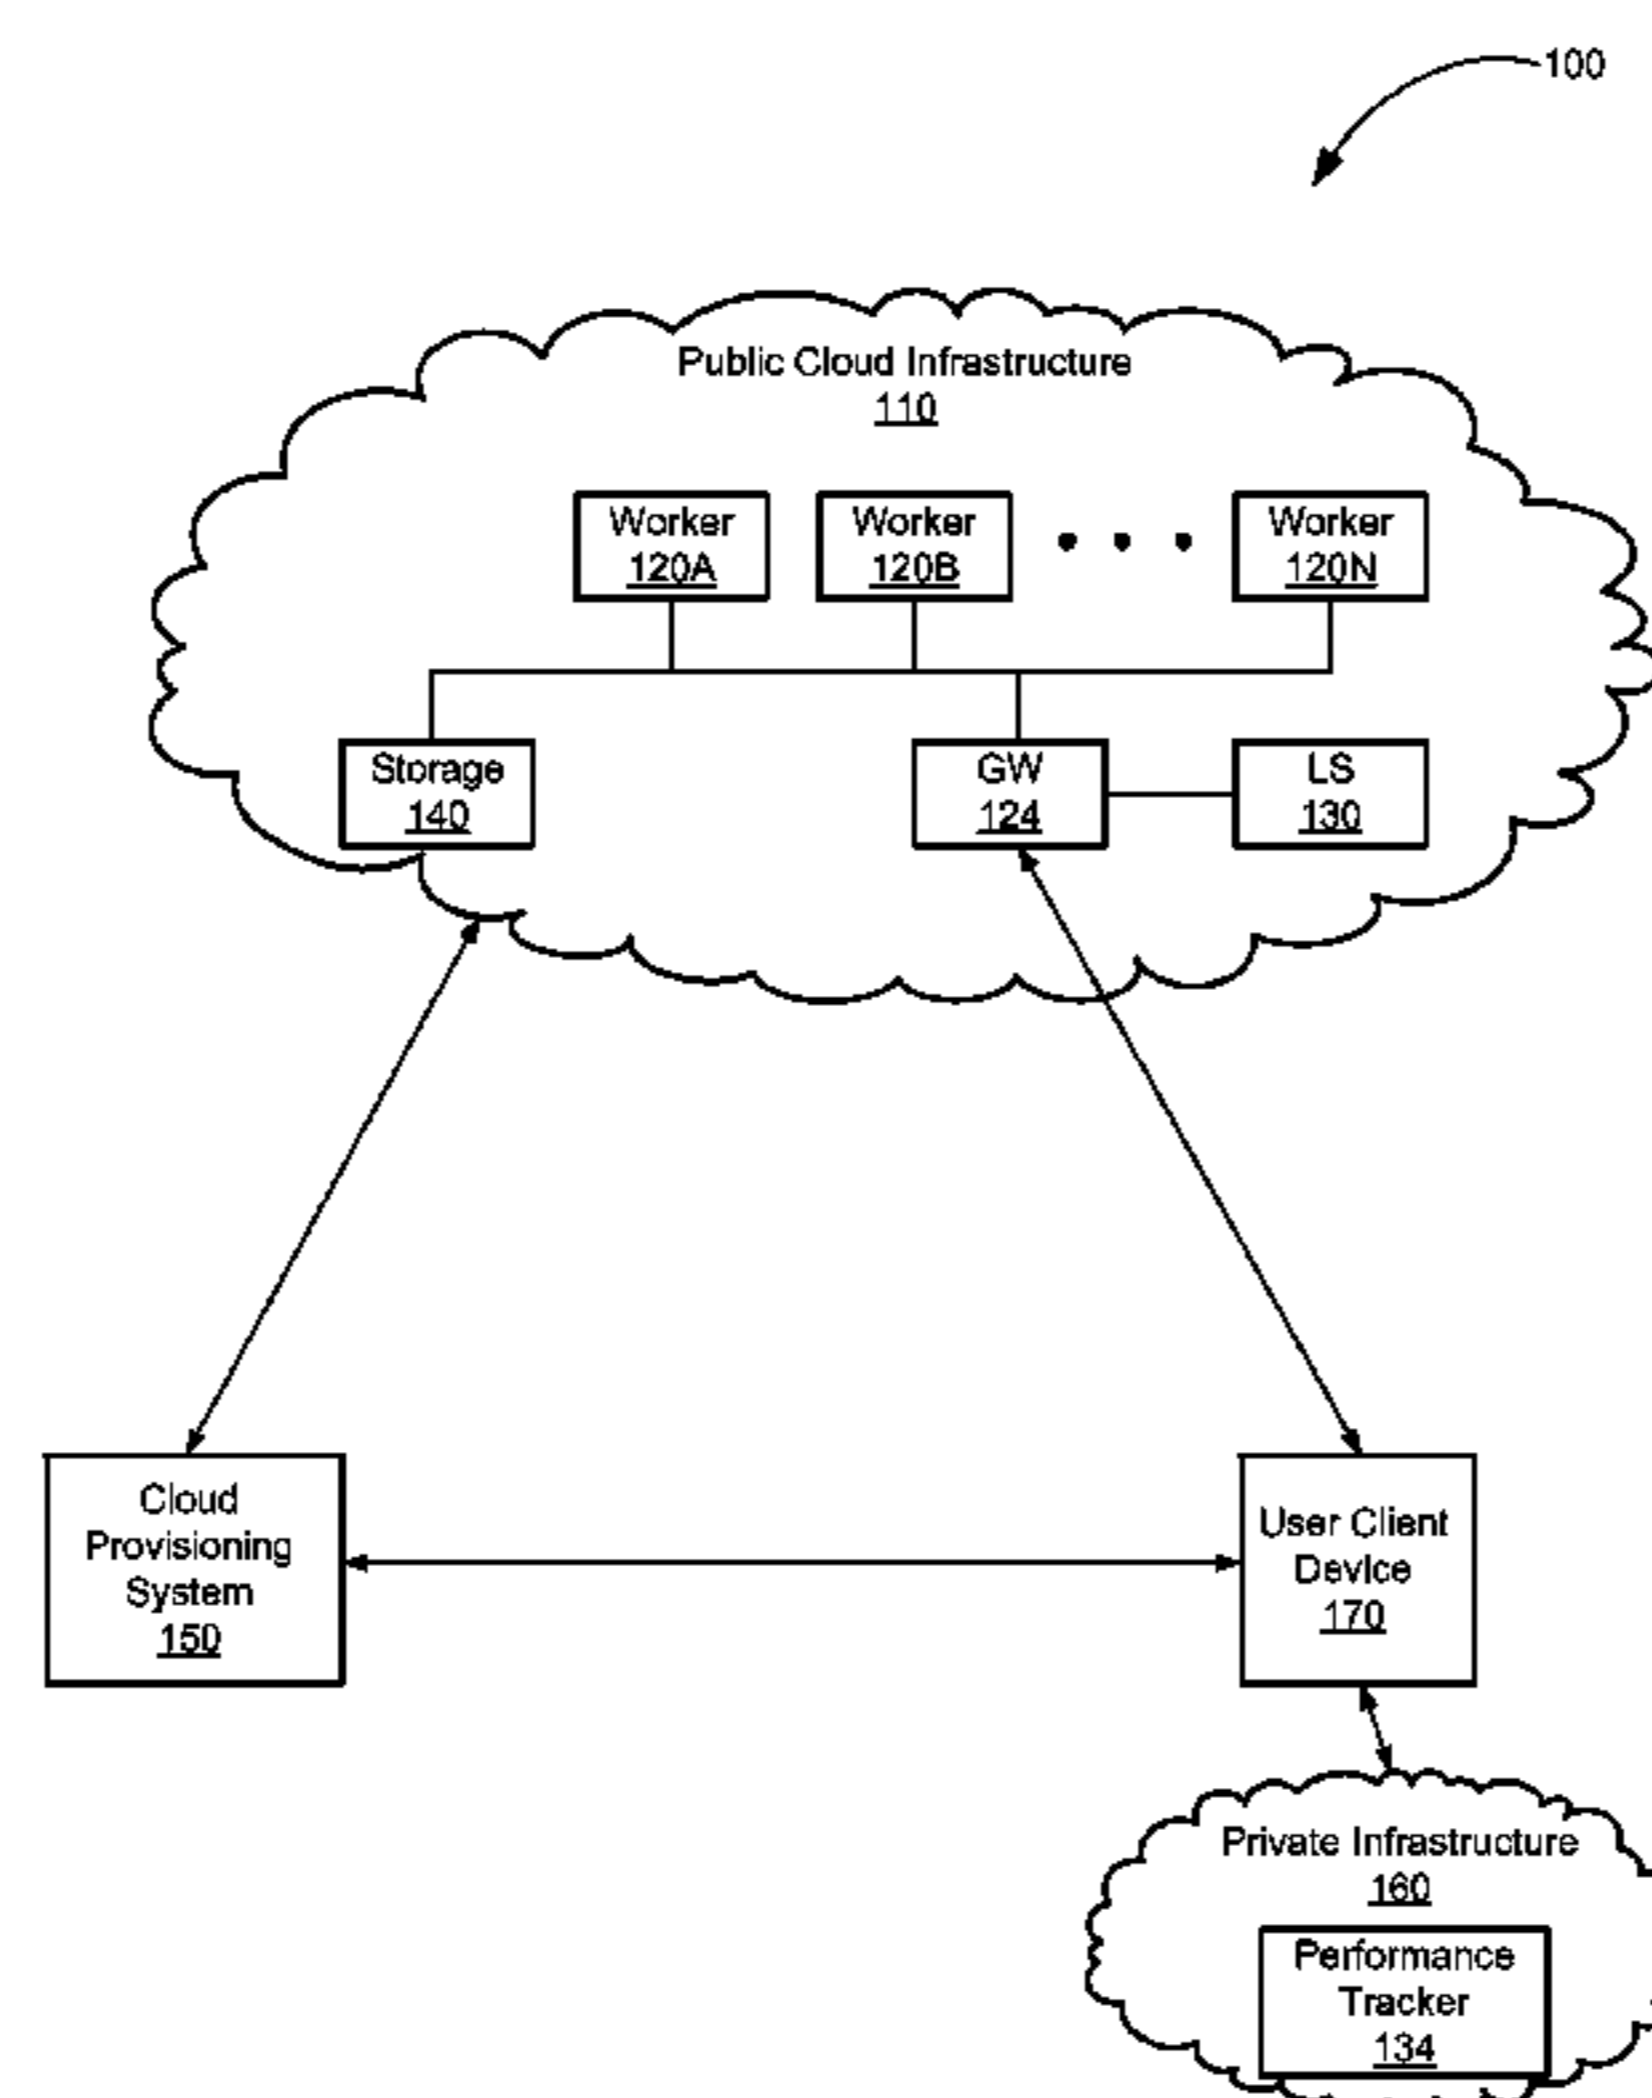 100
Public Cloud Infrastructure
110
Worker
120A
Worker
120B
Worker
120N
Storage
140
GW
124
LS
130
Cloud
Provisioning
System
150
User Client
Device
170
Private Infrastructure
160
Performance
Tracker
134